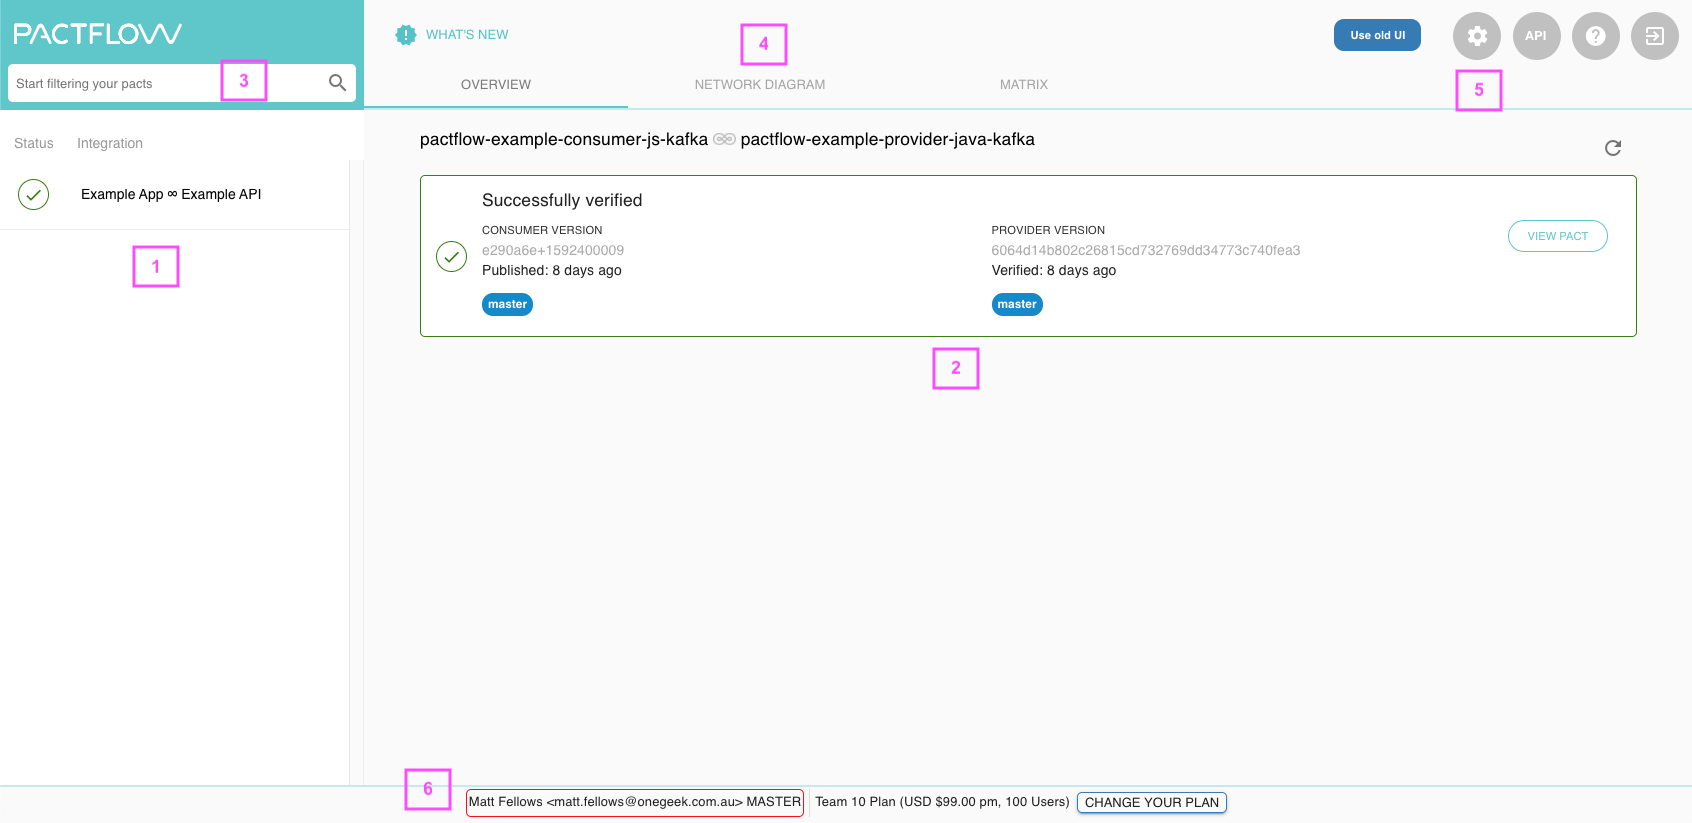 PACTFLOW
Start filtering your pacts
3
WHAT'S NEW
4
Use old UI
API
?
OVERVIEW
NETWORK DIAGRAM
MATRIX
5
Status Integration
Example App ∞ Example API
1
pactflow-example-consumer-js-kafka pactflow-example-provider-java-kafka
Successfully verified
CONSUMER VERSION
e290a6e+1592400009
Published: 8 days ago
master
PROVIDER VERSION
6064d14b802c26815cd732769dd34773c740fea3
Verified: 8 days ago
master
VIEW PACT
2
6
Matt Fellows <matt.fellows@onegeek.com.au> MASTER
Team 10 Plan (USD $99.00 pm, 100 Users)
CHANGE YOUR PLAN